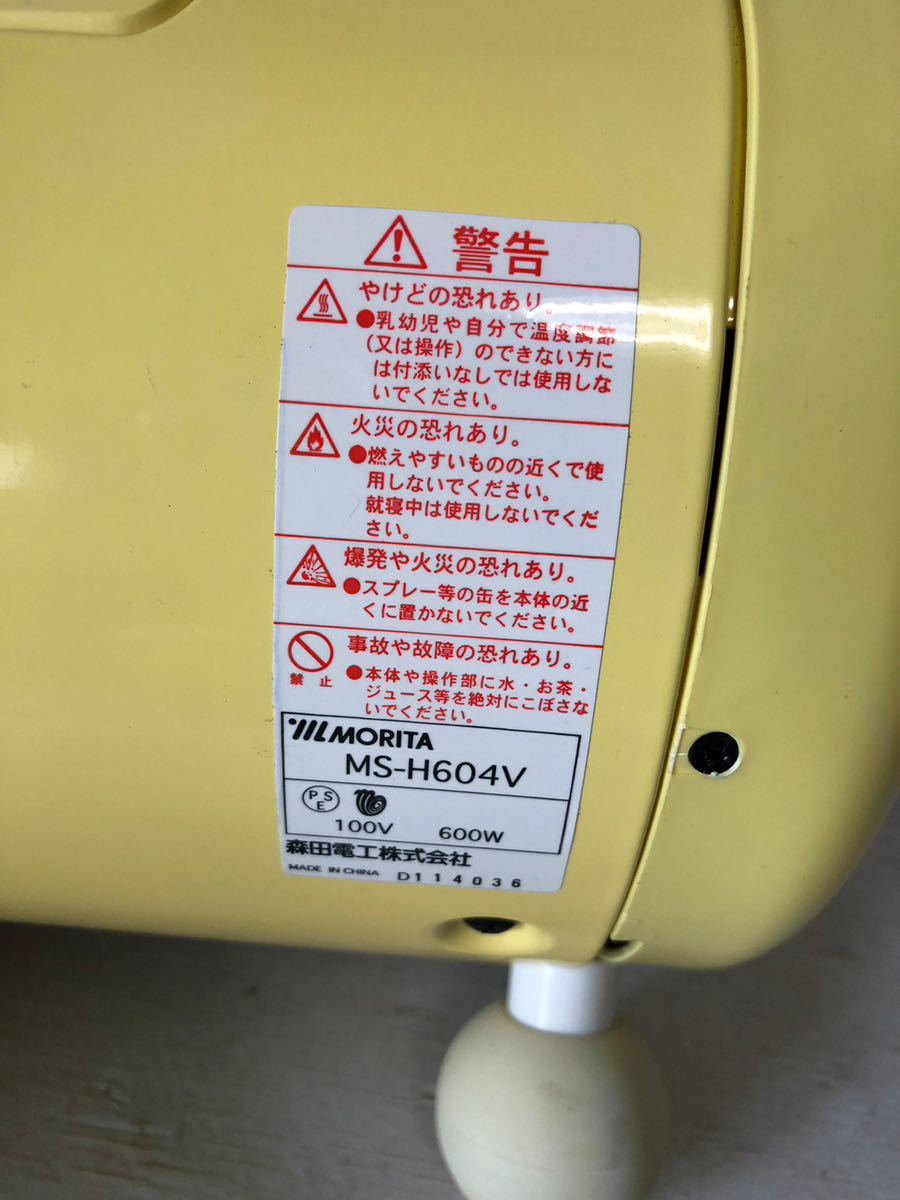 警告
やけどの恐れあり。
●乳幼児や自分で温度調節
(又は操作)のできない方に
は付添いなしでは使用しな
いでください。
火災の恐れあり。
●燃えやすいものの近くで使
用しないでください。
就寝中は使用しないでくだ
さい。
爆発や火災の恐れあり。
●スプレー等の缶を本体の近
くに置かないでください。
事故や故障の恐れあり。
禁止
●本体や操作部に水・お茶・
ジュース等を絶対にこぼさな
いでください。
MORITA
MS-H604V
PSE
100V 600W
森田電工株式会社
MADE IN CHINA D114036